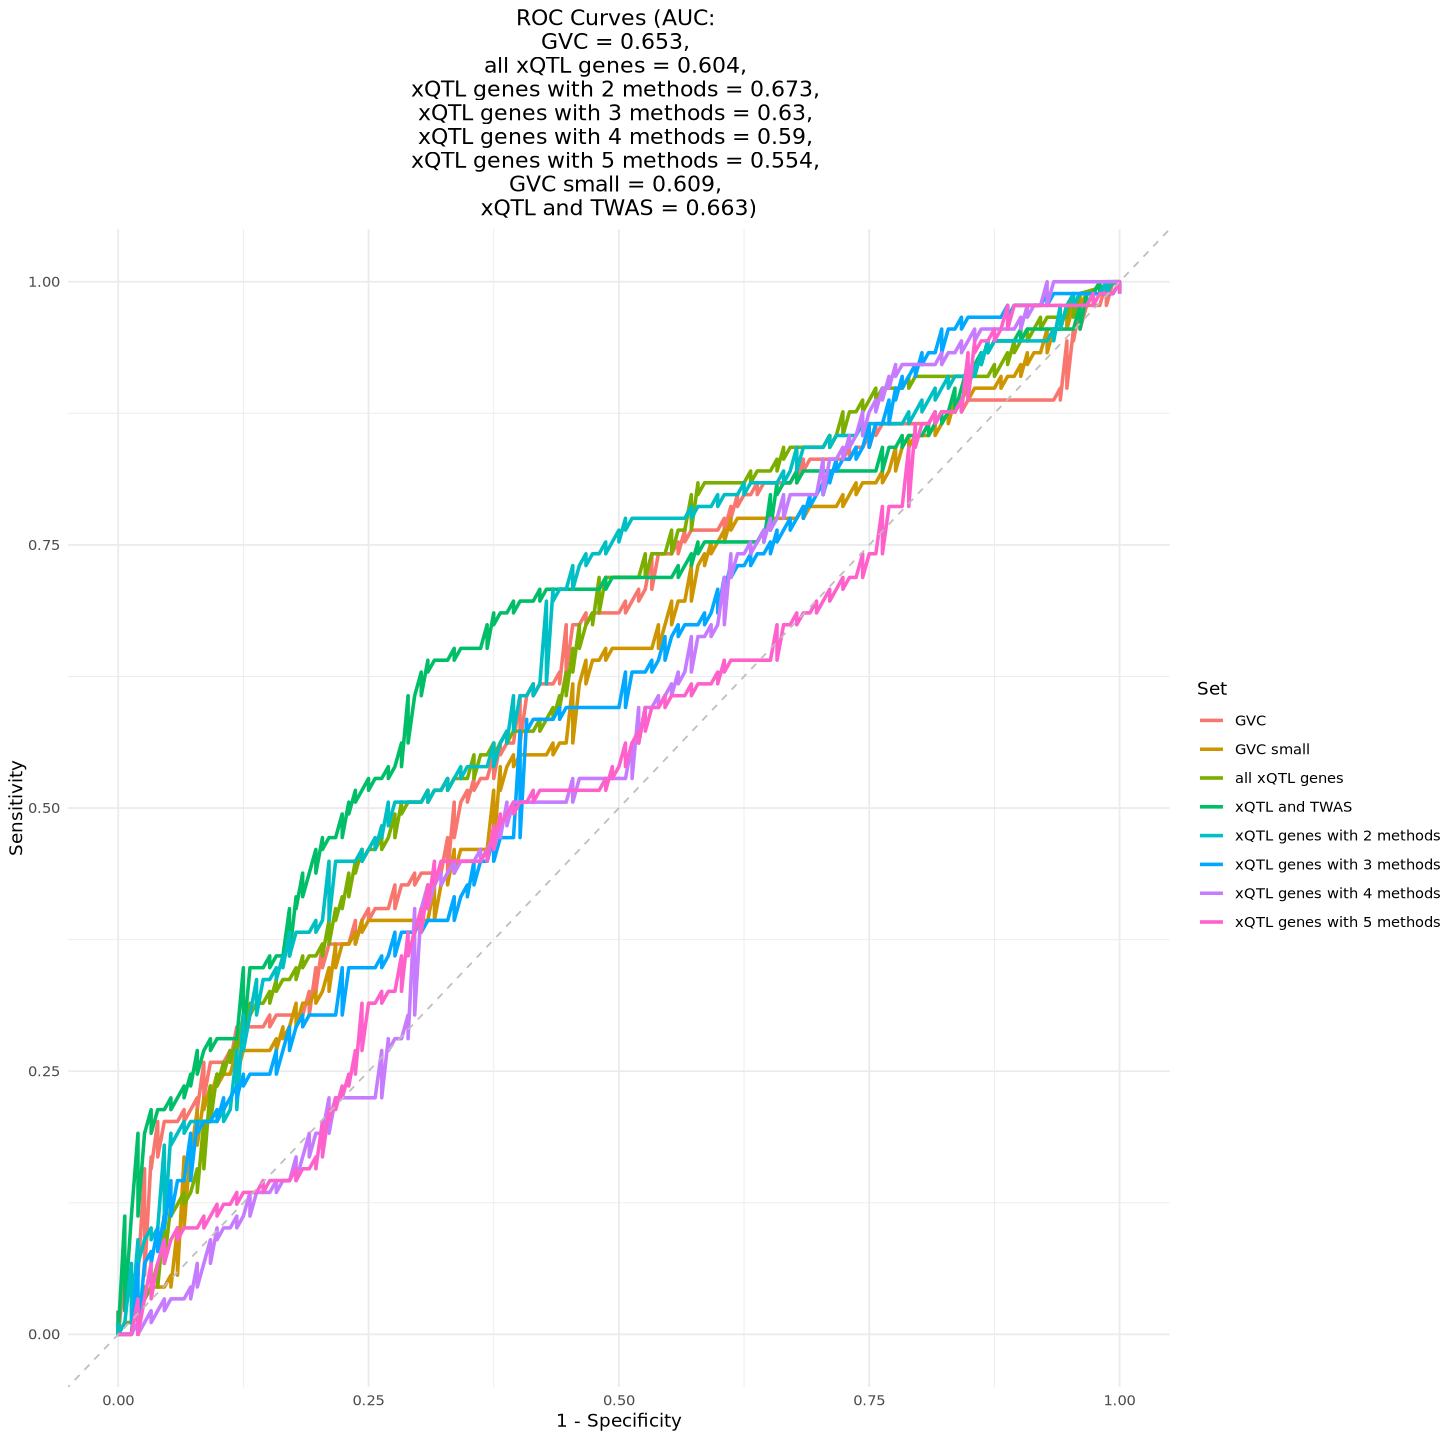 ROC Curves (AUC:
GVC = 0.653,
all xQTL genes = 0.604,
xQTL genes with 2 methods = 0.673,
xQTL genes with 3 methods = 0.63,
xQTL genes with 4 methods = 0.59,
xQTL genes with 5 methods = 0.554,
GVC small = 0.609,
xQTL and TWAS = 0.663)
1.00
0.75
0.50
0.25
0.00
Sensitivity
0.00 0.25 0.50 0.75 1.00
1 - Specificity
Set
GVC
GVC small
all xQTL genes
xQTL and TWAS
xQTL genes with 2 methods
xQTL genes with 3 methods
xQTL genes with 4 methods
xQTL genes with 5 methods